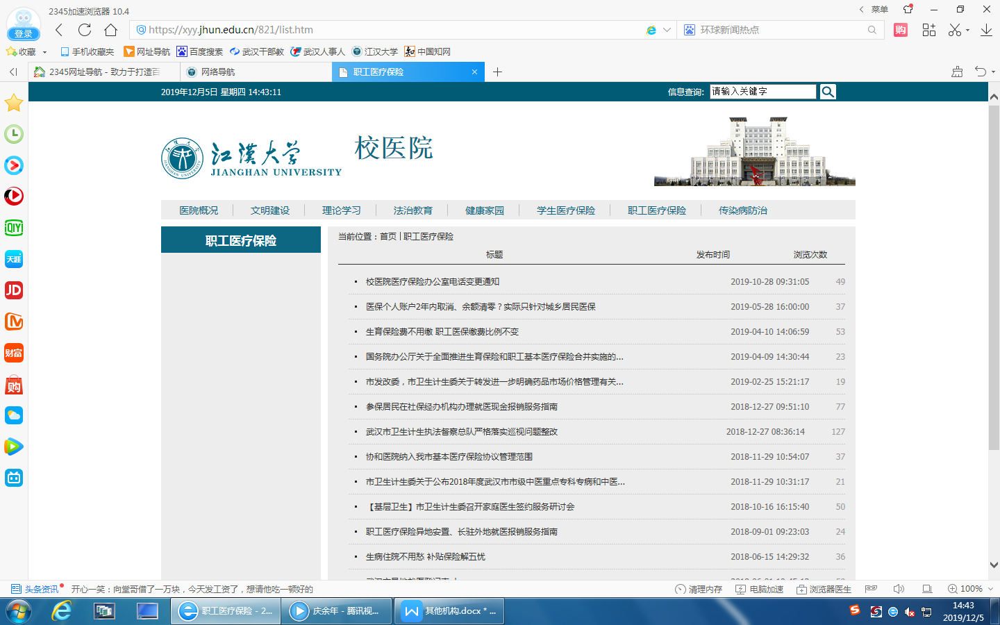 2345加速浏览器 10.4
菜单
登录
https://xyy.jhun.edu.cn/821/list.htm
环球新闻热点
购
收藏
手机收藏夹
网址导航
百度搜索
武汉干部教
武汉人事人
江汉大学
中国知网
2345网址导航 - 致力于打造百
网络导航
职工医疗保险
2019年12月5日 星期四 14:43:11
信息查询:
请输入关键字
江漢大学
JIANGHAN UNIVERSITY
校医院
医院概况
文明建设
理论学习
法治教育
健康家园
学生医疗保险
职工医疗保险
传染病防治
职工医疗保险
当前位置：首页 | 职工医疗保险
标题 发布时间 浏览次数
校医院医疗保险办公室电话变更通知 2019-10-28 09:31:05 49
医保个人账户2年内取消、余额清零？实际只针对城乡居民医保 2019-05-28 16:00:00 37
生育保险费不用缴 职工医保缴费比例不变 2019-04-10 14:06:59 53
国务院办公厅关于全面推进生育保险和职工基本医疗保险合并实施的... 2019-04-09 14:30:44 23
市发改委，市卫生计生委关于转发进一步明确药品市场价格管理有关... 2019-02-25 15:21:17 19
参保居民在社保经办机构办理就医现金报销服务指南 2018-12-27 09:51:10 77
武汉市卫生计生执法督察总队严格落实巡视问题整改 2018-12-27 08:36:14 127
协和医院纳入我市基本医疗保险协议管理范围 2018-11-29 10:54:07 37
市卫生计生委关于公布2018年度武汉市市级中医重点专科专病和中医... 2018-11-29 10:31:17 21
【基层卫生】市卫生计生委召开家庭医生签约服务研讨会 2018-10-16 16:15:40 50
职工医疗保险异地安置、长驻外地就医报销服务指南 2018-09-01 09:23:03 24
生病住院不用愁 补贴保险解五忧 2018-06-15 14:29:32 36
iQIY
天涯
JD
财富
购
头条资讯
开心一笑：向堂哥借了一万块，今天发工资了，想请他吃一顿好的
清理内存
电脑加速
浏览器医生
100%
职工医疗保险 - 2...
庆余年 - 腾讯视...
其他机构.docx * ...
14:43
2019/12/5